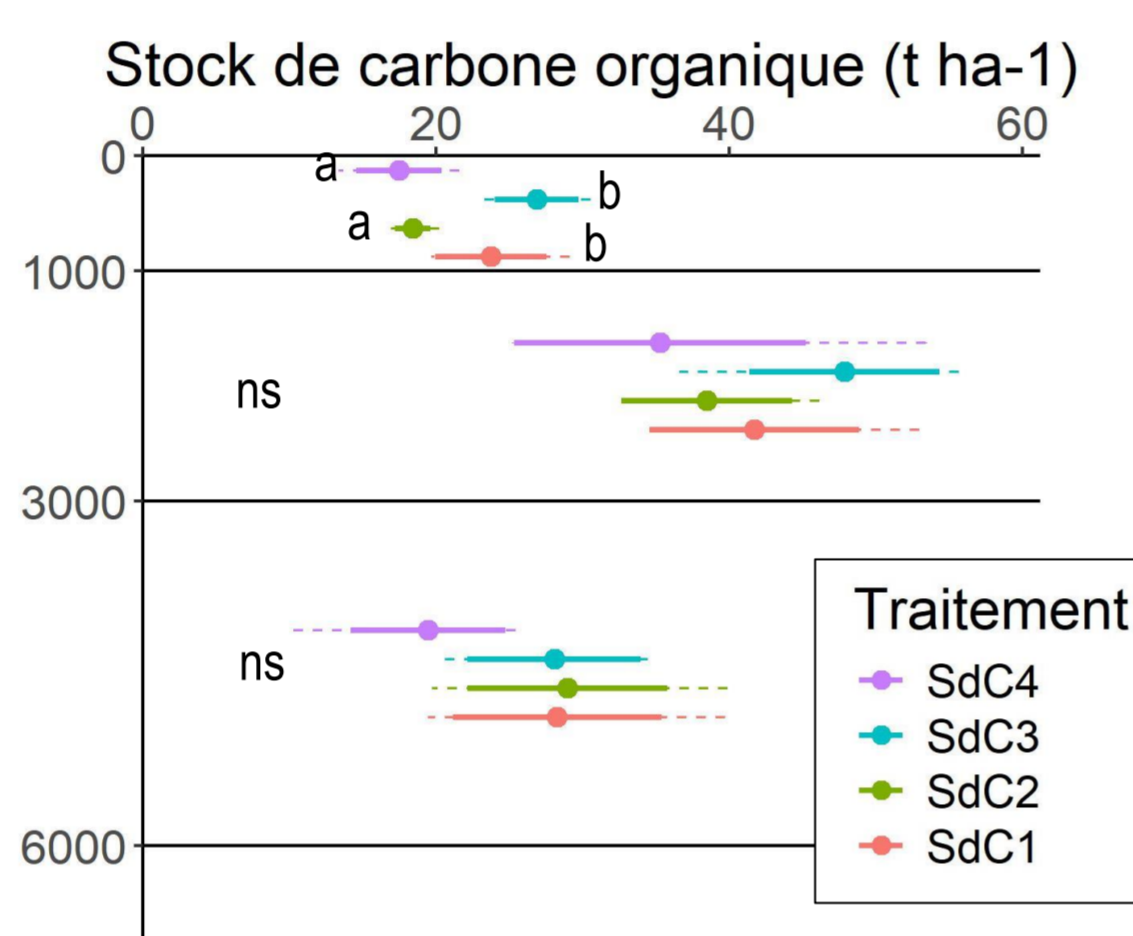 Stock de carbone organique (t ha-1)
0 20 40 60
0
a
b
a
b
1000
ns
3000
ns
6000
Traitement
SdC4
SdC3
SdC2
SdC1